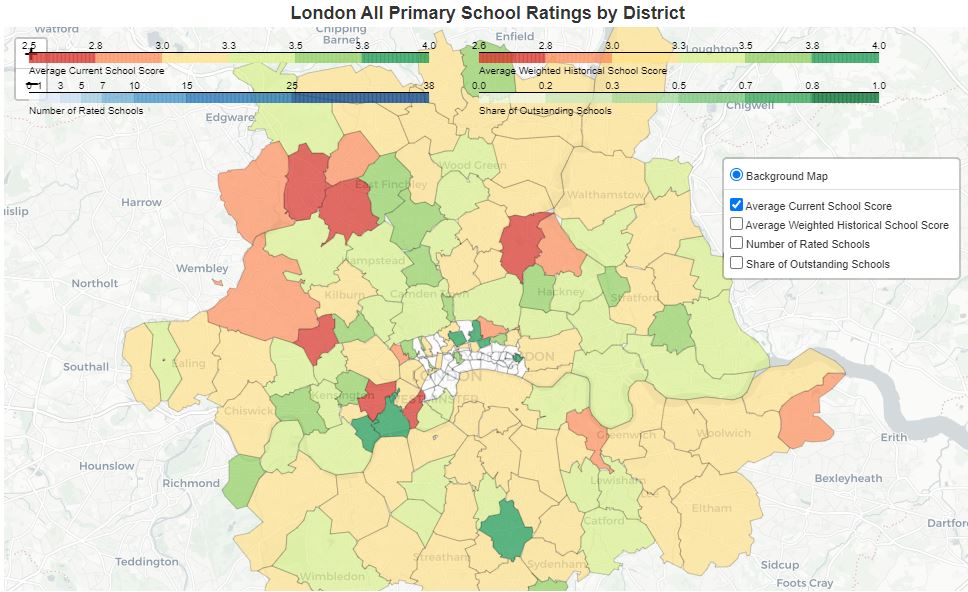 London All Primary School Ratings by District
Watford
Chipping
Barnet
Enfield
Loughton
2.5 2.8 3.0 3.3 3.5 3.8 4.0
2.6 2.8 3.0 3.3 3.5 3.8 4.0
Average Current School Score
Average Weighted Historical School Score
1 3 5 7 10 15 25 38
0.0 0.2 0.3 0.5 0.7 0.8 1.0
Number of Rated Schools
Share of Outstanding Schools
Chigwell
Edgware
Wood Green
Background Map
East Finchley
Walthamstow
Harrow
Average Current School Score
uislip
Average Weighted Historical School Score
Number of Rated Schools
Hampstead
Share of Outstanding Schools
Wembley
Northolt
Kilburn
Camden Town
Hackney
Stratford
Southall
Ealing
LONDON
Kensington
WESTMINSTER
Chiswick
Greenwich
Woolwich
Erith
Hounslow
Richmond
Lewisham
Bexleyheath
Eltham
Catford
Dartfor
Streatham
Sydenham
Teddington
Wimbledon
Sidcup
Foots Cray